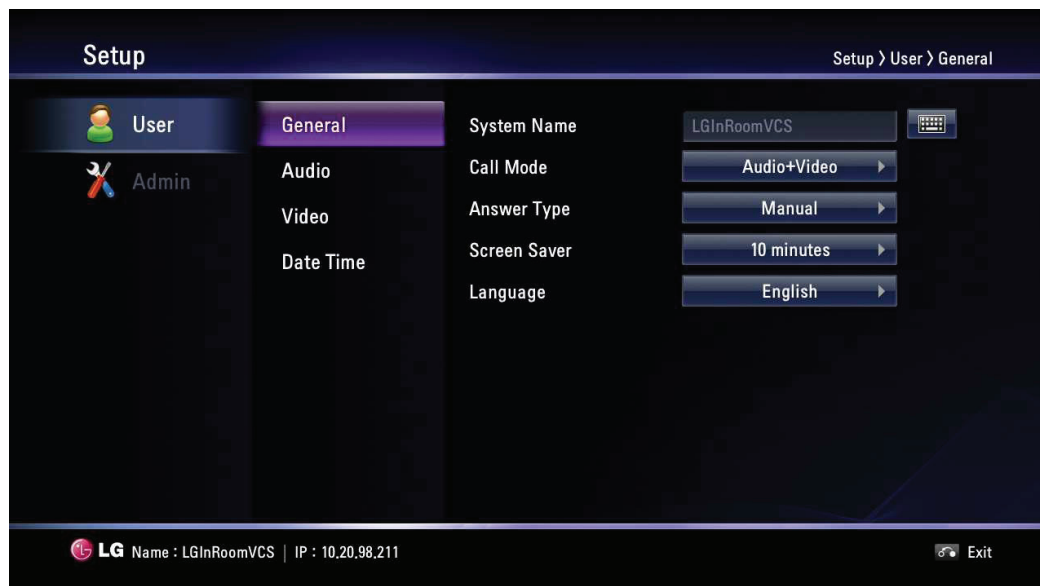 Setup
Setup > User > General
User
Admin
General
Audio
Video
Date Time
System Name LGInRoomVCS
Call Mode Audio+Video
Answer Type Manual
Screen Saver 10 minutes
Language English
LG Name : LGInRoomVCS | IP : 10.20.98.211
Exit